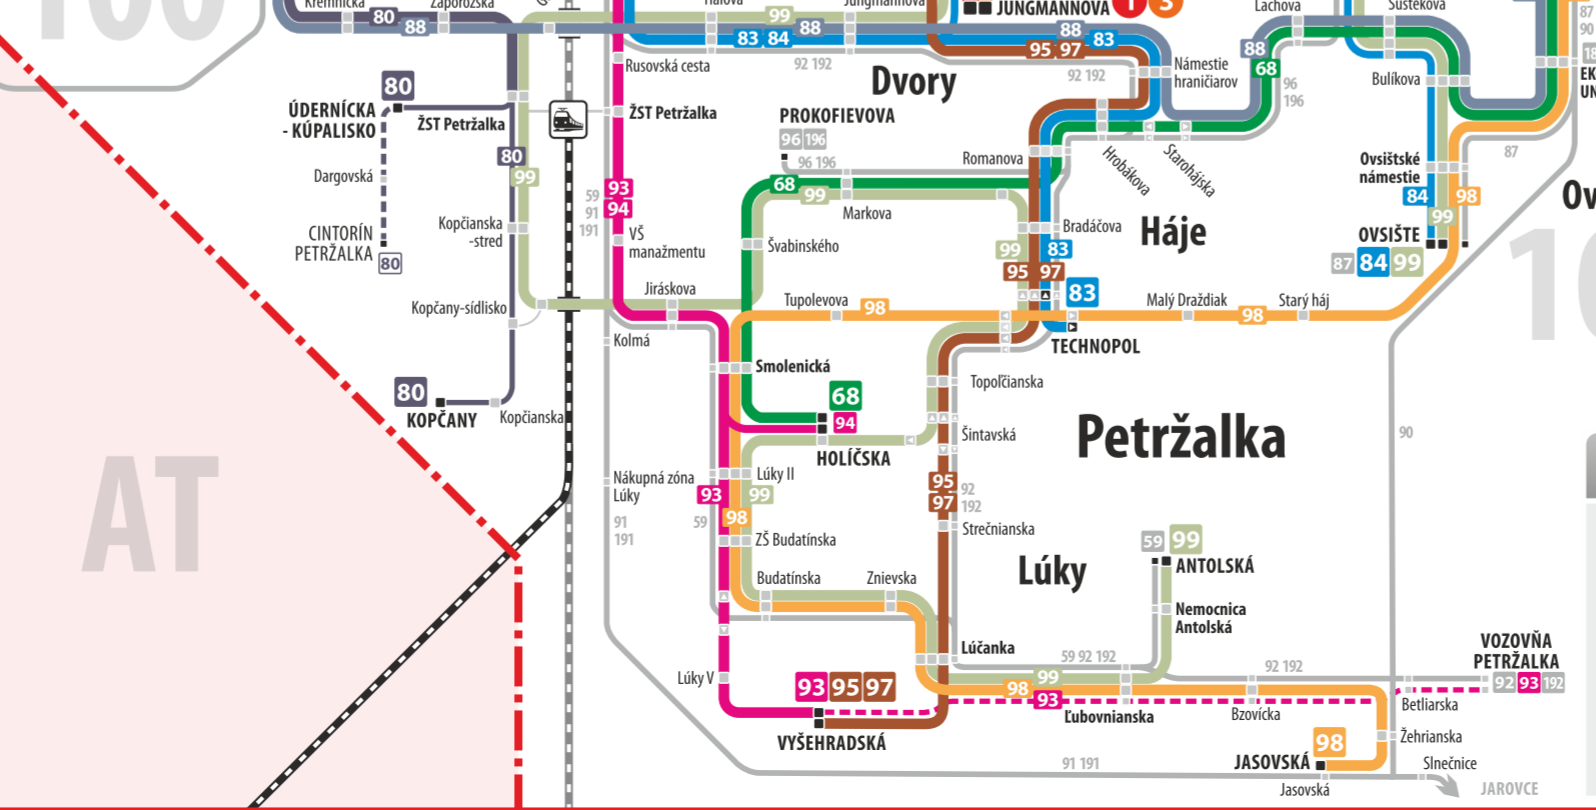 100
Kremnická
80
Záporožská
88
99
83 84
88
92 192
Jungmannova
JUNGMANNOVA
1
3
88
95 97
83
92 192
Lachova
Šustekova
87
90
Rusovská cesta
Dvory
Námestie
hraničiarov
88
68
96
196
Bulíkova
80
ÚDERNÍCKA
- KÚPALISKO
ŽST Petržalka
ŽST Petržalka
PROKOFIEVOVA
96 196
96 196
Romanova
Hrobákova
Starohájska
Ovsištské
námestie
84
98
99
87
80
99
Dargovská
59
91
191
93
94
68
99
Markova
Kopčianska
-stred
CINTORÍN
PETRŽALKA
80
VŠ
manažmentu
Švabinského
Bradáčova
Háje
99
83
95 97
83
OVSIŠTE
87 84 99
Jiráskova
Kopčany-sídlisko
Tupolevova
98
Malý Draždiak
98
Starý háj
Kolmá
TECHNOPOL
Smolenická
Topoľčianska
80
KOPČANY
Kopčianska
68
94
HOLÍČSKA
Šintavská
Petržalka
90
AT
Nákupná zóna
Lúky
Lúky II
93
99
95
97
92
192
91
191
59
98
Strečnianska
ZŠ Budatínska
Lúky
59 99
ANTOLSKÁ
Budatínska
Znievska
Nemocnica
Antolská
Lúčanka
59 92 192
92 192
VOZOVŇA
PETRŽALKA
92 93 192
Lúky V
93 95 97
99
98
93
Ľubovnianska
Bzovícka
Betliarska
VYŠEHRADSKÁ
98
JASOVSKÁ
Žehrianska
91 191
Jasovská
Slnečnice
JAROVCE